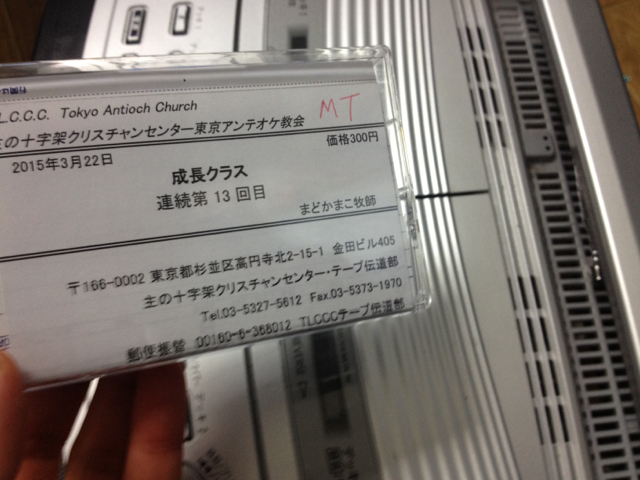 L.C.C.C. Tokyo Antioch Church
MT
主の十字架クリスチャンセンター東京アンテオケ教会
2015年3月22日
価格300円
成長クラス
連続第13回目
まどかまこ牧師
〒166-0002 東京都杉並区高円寺北2-15-1 金田ビル405
主の十字架クリスチャンセンター・テープ伝道部
Tel.03-5327-5612 Fax.03-5373-1970
郵便振替 00160-6-368012 TLCCCテープ伝道部